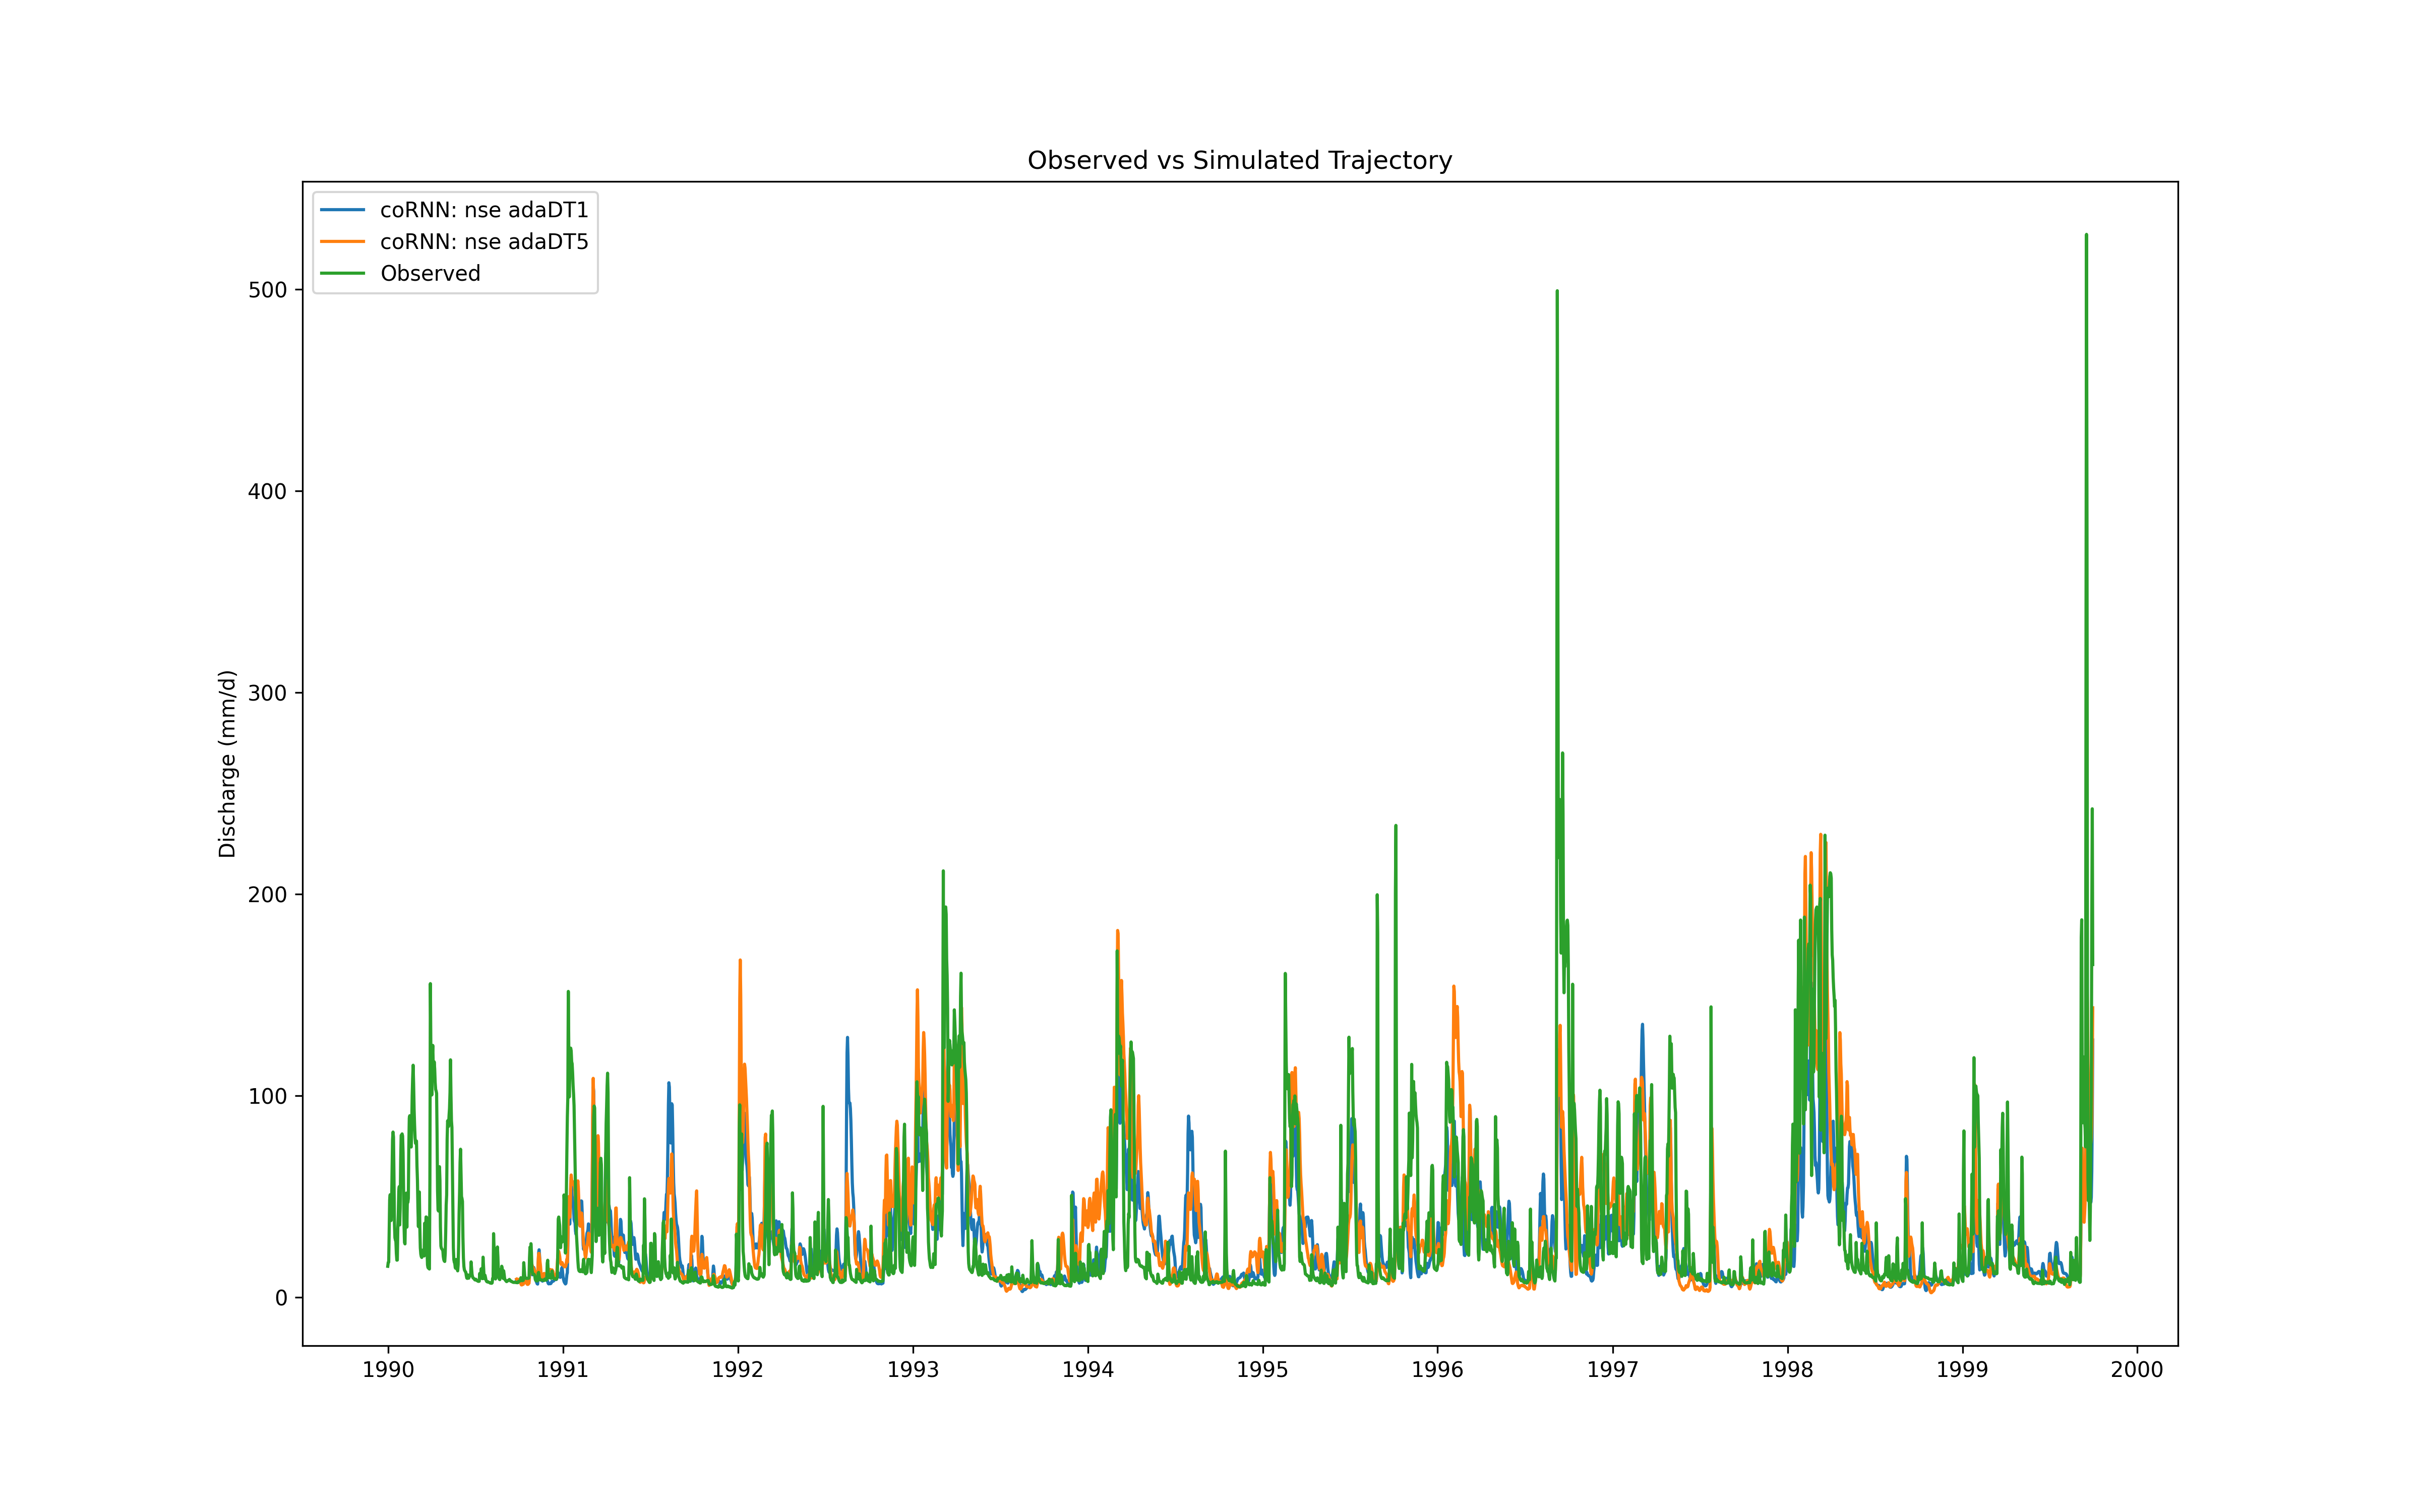 Observed vs Simulated Trajectory
coRNN: nse adaDT1
coRNN: nse adaDT5
Observed
Discharge (mm/d)
500
400
300
200
100
0
1990 1991 1992 1993 1994 1995 1996 1997 1998 1999 2000